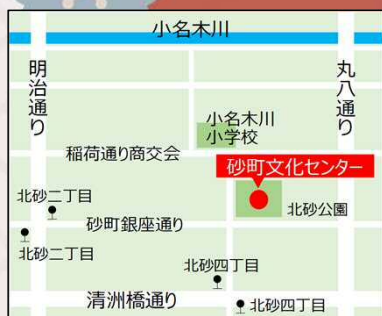 小名木川
明治通り
丸八通り
小名木川
小学校
稲荷通り商交会
砂町文化センター
北砂二丁目
北砂公園
砂町銀座通り
北砂二丁目
北砂四丁目
清洲橋通り
北砂四丁目